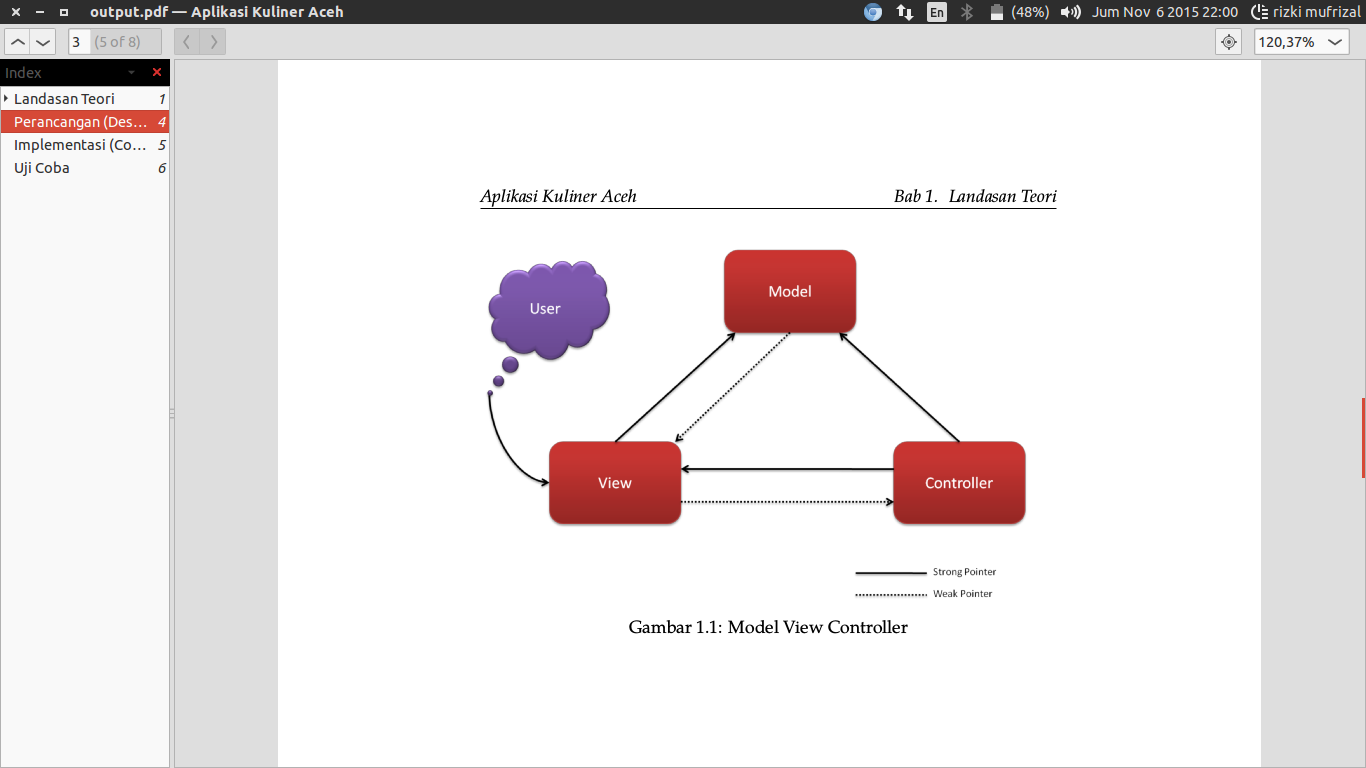 output.pdf — Aplikasi Kuliner Aceh
En
(48%)
Jum Nov 6 2015 22:00
rizki mufrizal
3 (5 of 8)
120,37%
Index
Landasan Teori 1
Perancangan (Des... 4
Implementasi (Co... 5
Uji Coba 6
Aplikasi Kuliner Aceh
Bab 1. Landasan Teori
User
Model
View
Controller
Strong Pointer
Weak Pointer
Gambar 1.1: Model View Controller